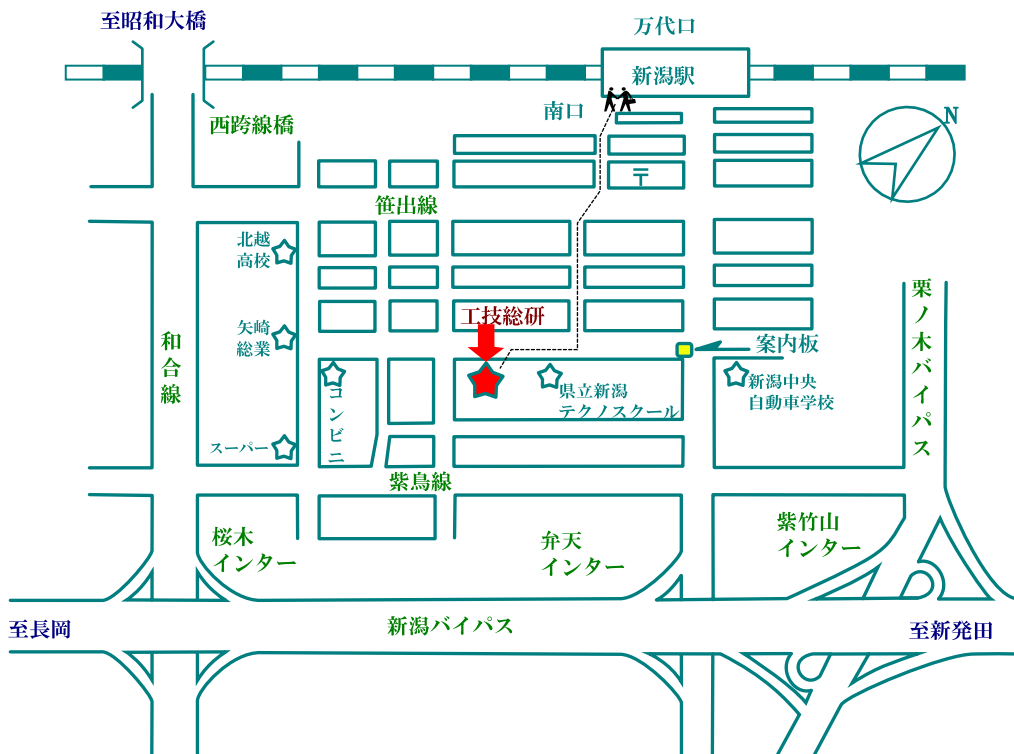 至昭和大橋
万代口
新潟駅
南口
N
西跨線橋
〒
笹出線
北越
高校
栗ノ木バイパス
工技総研
矢崎
総業
和合線
案内板
コンビニ
県立新潟
テクノスクール
新潟中央
自動車学校
スーパー
紫鳥線
桜木
インター
弁天
インター
紫竹山
インター
至長岡
新潟バイパス
至新発田